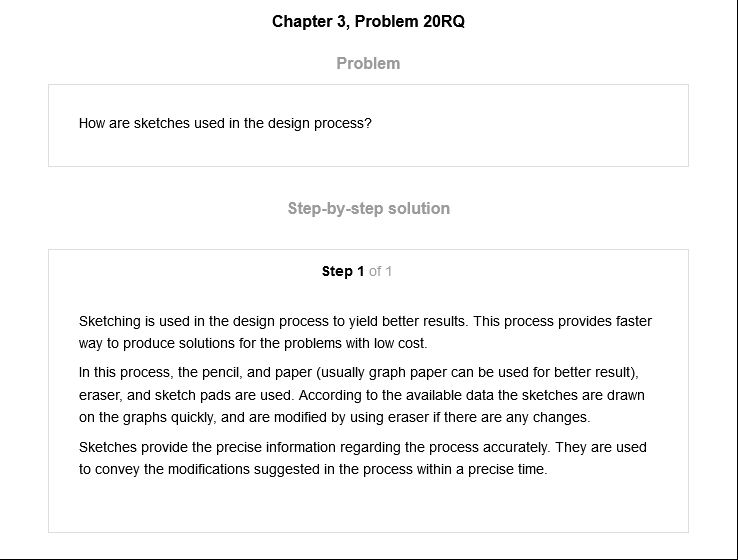 Chapter 3, Problem 20RQ
Problem
How are sketches used in the design process?
Step-by-step solution
Step 1 of 1
Sketching is used in the design process to yield better results. This process provides faster
way to produce solutions for the problems with low cost.
In this process, the pencil, and paper (usually graph paper can be used for better result),
eraser, and sketch pads are used. According to the available data the sketches are drawn
on the graphs quickly, and are modified by using eraser if there are any changes.
Sketches provide the precise information regarding the process accurately. They are used
to convey the modifications suggested in the process within a precise time.